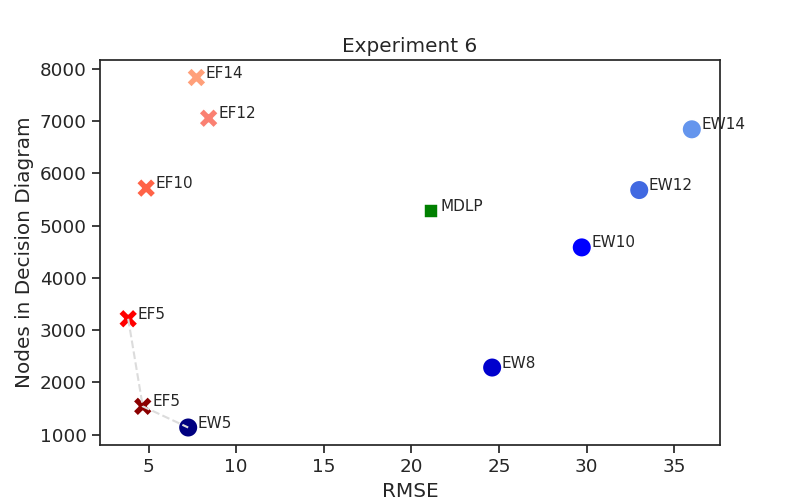 Experiment 6
Nodes in Decision Diagram
8000
7000
6000
5000
4000
3000
2000
1000
EF14
EF12
EF10
EF5
EF5
EW5
MDLP
EW14
EW12
EW10
EW8
5
10
15
20
25
30
35
RMSE